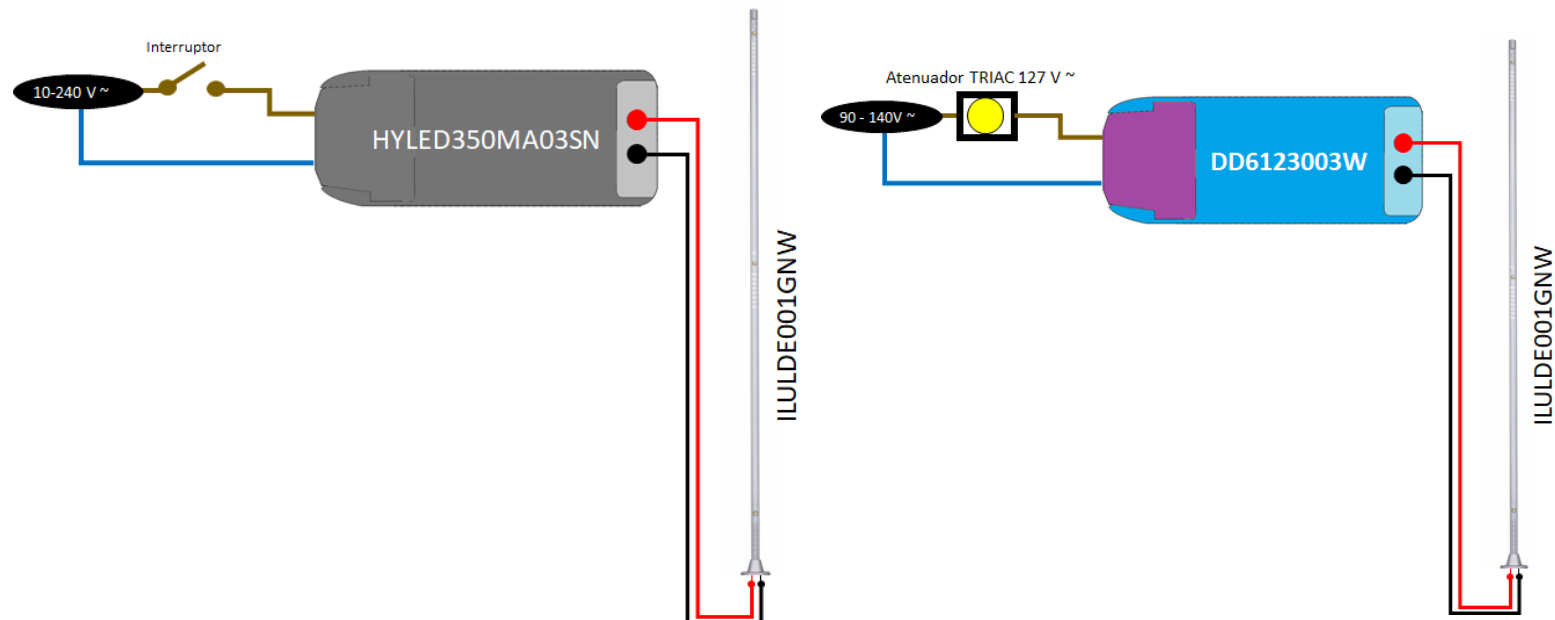 Interruptor
10-240 V ~
HYLED350MA03SN
ILULDE001GNW
Atenuador TRIAC 127 V ~
90 - 140V ~
DD6123003W
ILULDE001GNW